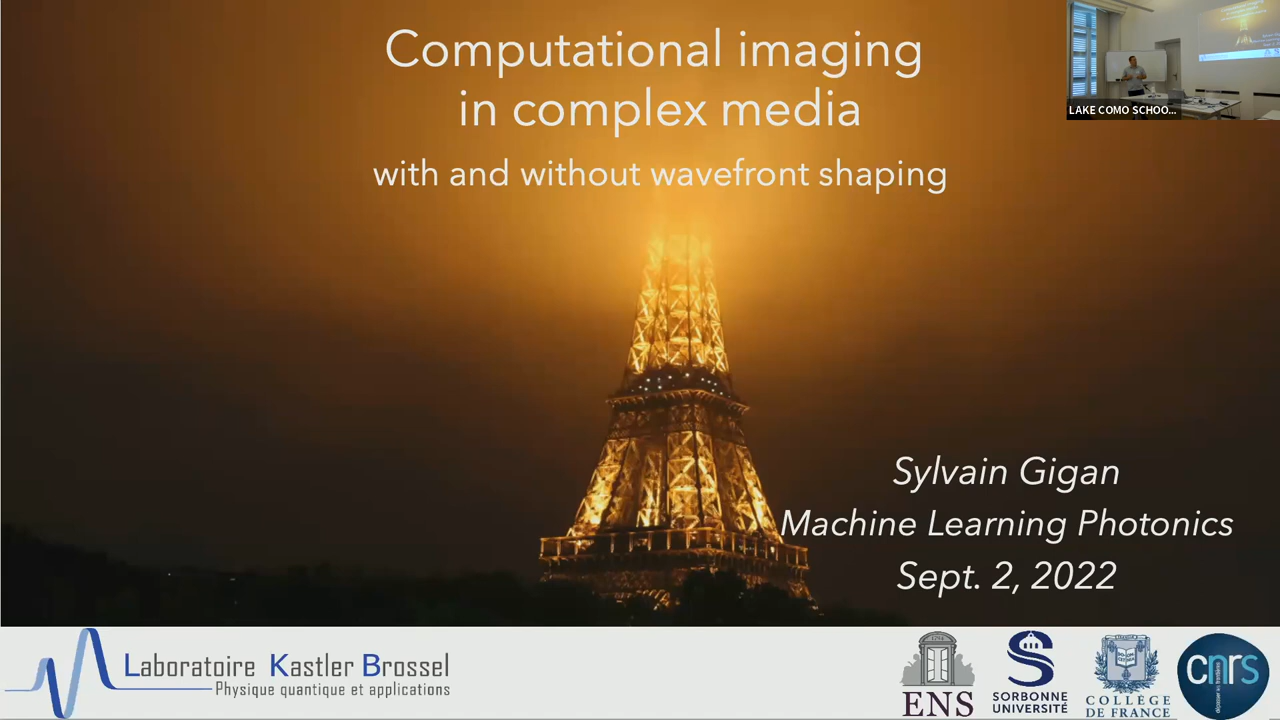 Computational imaging
in complex media
with and without wavefront shaping
LAKE COMO SCHOO...
Sylvain Gigan
Machine Learning Photonics
Sept. 2, 2022
Laboratoire Kastler Brossel
Physique quantique et applications
ENS
SORBONNE
UNIVERSITÉ
COLLÈGE
DE FRANCE
cnrs